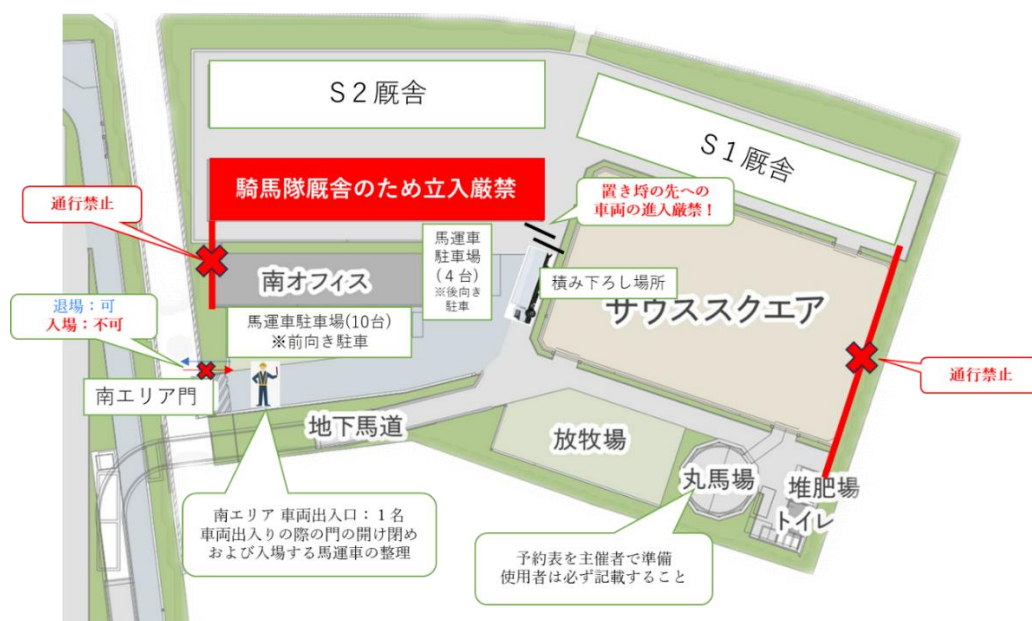 S2厩舎
S1厩舎
騎馬隊厩舎のため立入厳禁
通行禁止
置き埒の先への
車両の進入厳禁！
馬運車
駐車場
(4台)
※後向き
駐車
南オフィス
積み下ろし場所
サウススクエア
退場：可
入場：不可
馬運車駐車場(10台)
※前向き駐車
通行禁止
南エリア門
地下馬道
放牧場
丸馬場
堆肥場
トイレ
南エリア 車両出入口：1名
車両出入りの際の門の開け閉め
および入場する馬運車の整理
予約表を主催者で準備
使用者は必ず記載すること